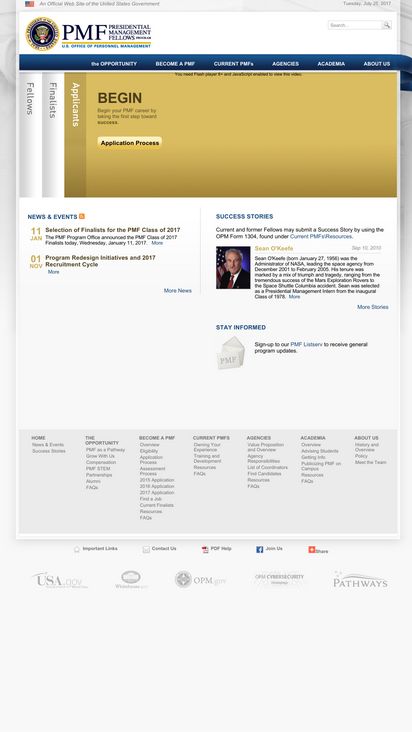 An Official Web Site of the United States Government
Tuesday, July 25, 2017
PMF PRESIDENTIAL
MANAGEMENT
FELLOWS PROGRAM
U.S. OFFICE OF PERSONNEL MANAGEMENT
Search...
the OPPORTUNITY BECOME A PMF CURRENT PMFs AGENCIES ACADEMIA ABOUT US
You need Flash player 8+ and JavaScript enabled to view this video.
Fellows
Finalists
Applicants
BEGIN
Begin your PMF career by
taking the first step toward
success.
Application Process
NEWS & EVENTS
11 JAN
Selection of Finalists for the PMF Class of 2017
The PMF Program Office announced the PMF Class of 2017
Finalists today, Wednesday, January 11, 2017. More
01 NOV
Program Redesign Initiatives and 2017
Recruitment Cycle
More
More News
SUCCESS STORIES
Current and former Fellows may submit a Success Story by using the
OPM Form 1304, found under Current PMFs\Resources.
Sean O'Keefe
Sep 10, 2010
Sean O'Keefe (born January 27, 1956) was the
Administrator of NASA, leading the space agency from
December 2001 to February 2005. His tenure was
marked by a mix of triumph and tragedy, ranging from the
tremendous success of the Mars Exploration Rovers to
the Space Shuttle Columbia accident. Sean was selected
as a Presidential Management Intern from the inaugural
Class of 1978. More
More Stories
STAY INFORMED
PMF
Sign-up to our PMF Listserv to receive general
program updates.
HOME
News & Events
Success Stories
THE
OPPORTUNITY
PMF as a Pathway
Grow With Us
Compensation
PMF STEM
Partnerships
Alumni
FAQs
BECOME A PMF
Overview
Eligibility
Application
Process
Assessment
Process
2015 Application
2016 Application
2017 Application
Find a Job
Current Finalists
Resources
FAQs
CURRENT PMFS
Owning Your
Experience
Training and
Development
Resources
FAQs
AGENCIES
Value Proposition
and Overview
Agency
Responsibilities
List of Coordinators
Find Candidates
Resources
FAQs
ACADEMIA
Overview
Advising Students
Getting Info
Publicizing PMF on
Campus
Resources
FAQs
ABOUT US
History and
Overview
Policy
Meet the Team
Important Links
Contact Us
PDF Help
Join Us
Share
USA.gov
Whitehouse.gov
OPM.gov
OPM CYBERSECURITY
PATHWAYS